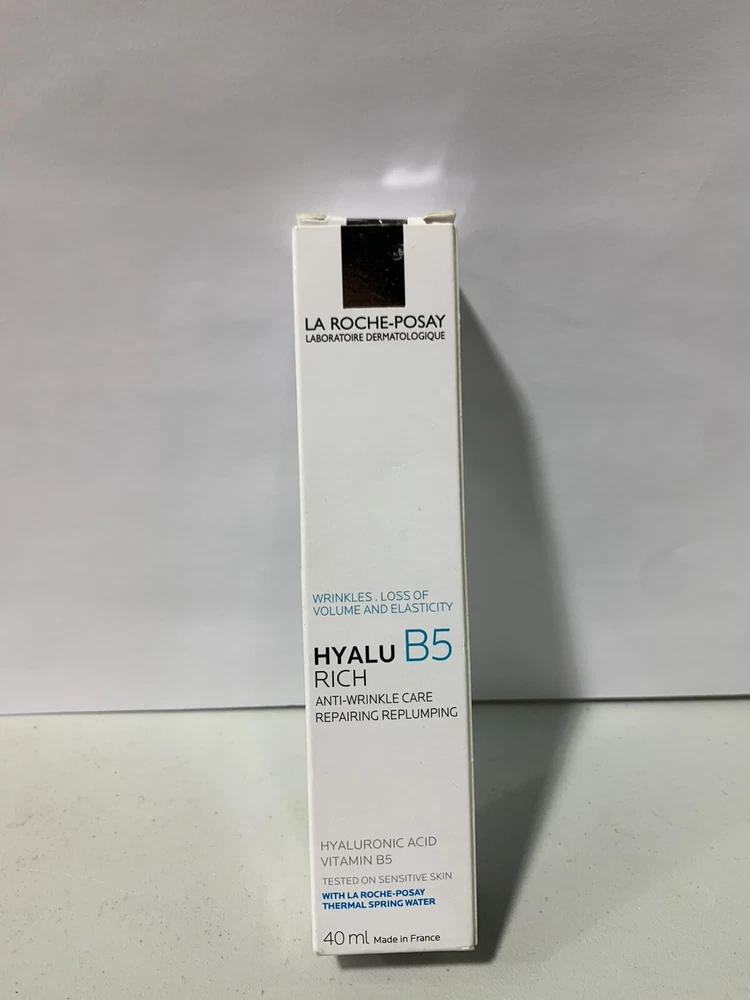 LA ROCHE-POSAY
LABORATOIRE DERMATOLOGIQUE
WRINKLES . LOSS OF
VOLUME AND ELASTICITY
HYALU B5
RICH
ANTI-WRINKLE CARE
REPAIRING REPLUMPING
HYALURONIC ACID
VITAMIN B5
TESTED ON SENSITIVE SKIN
WITH LA ROCHE-POSAY
THERMAL SPRING WATER
40 ml Made in France